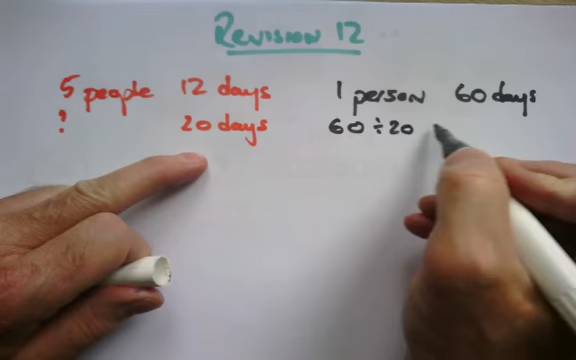 Revision 12
5 people 12 days 1 person 60 days
? 20 days 60 ÷ 20